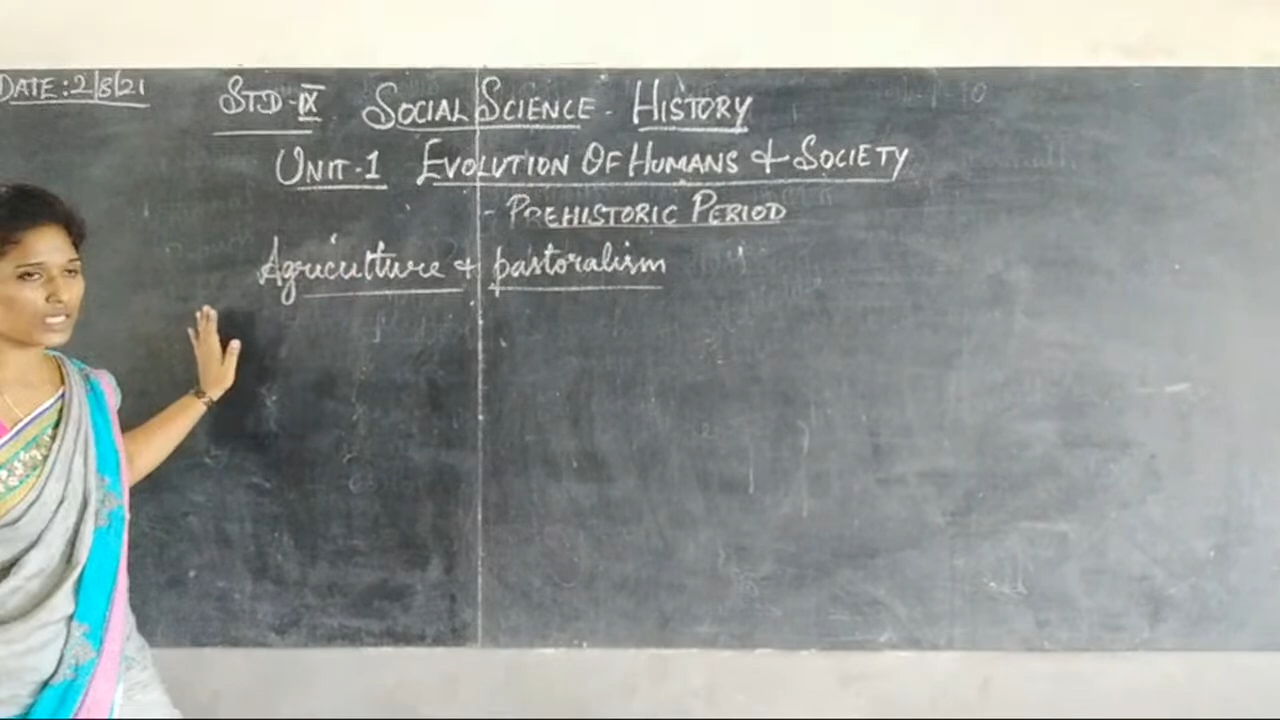 DATE: 2/8/21
STD-IX SOCIAL SCIENCE - HISTORY
UNIT-1 EVOLUTION OF HUMANS & SOCIETY
- PREHISTORIC PERIOD
Agriculture & pastoralism